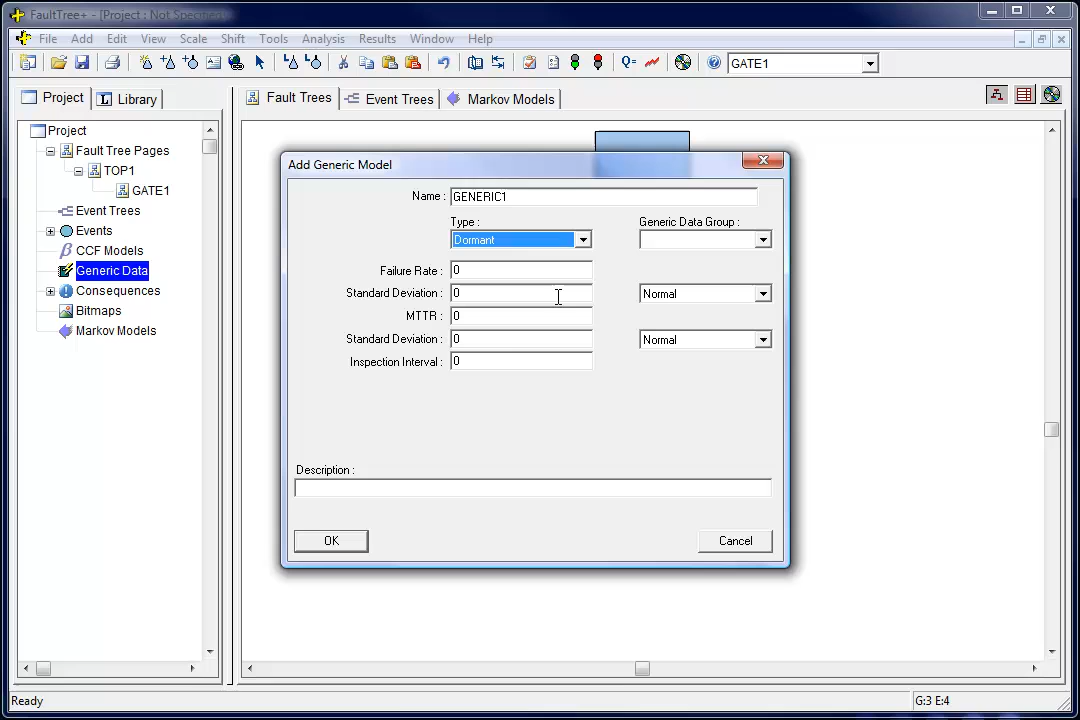 FaultTree+ - [Project : Not Specified]
File Add Edit View Scale Shift Tools Analysis Results Window Help
Q= GATE1
Project Library Fault Trees Event Trees Markov Models
Project
Fault Tree Pages
TOP1
GATE1
Event Trees
Events
CCF Models
Generic Data
Consequences
Bitmaps
Markov Models
Add Generic Model
Name : GENERIC1
Type : Generic Data Group :
Dormant
Failure Rate : 0
Standard Deviation : 0 Normal
MTTR : 0
Standard Deviation : 0 Normal
Inspection Interval : 0
Description :
OK Cancel
Ready G:3 E:4